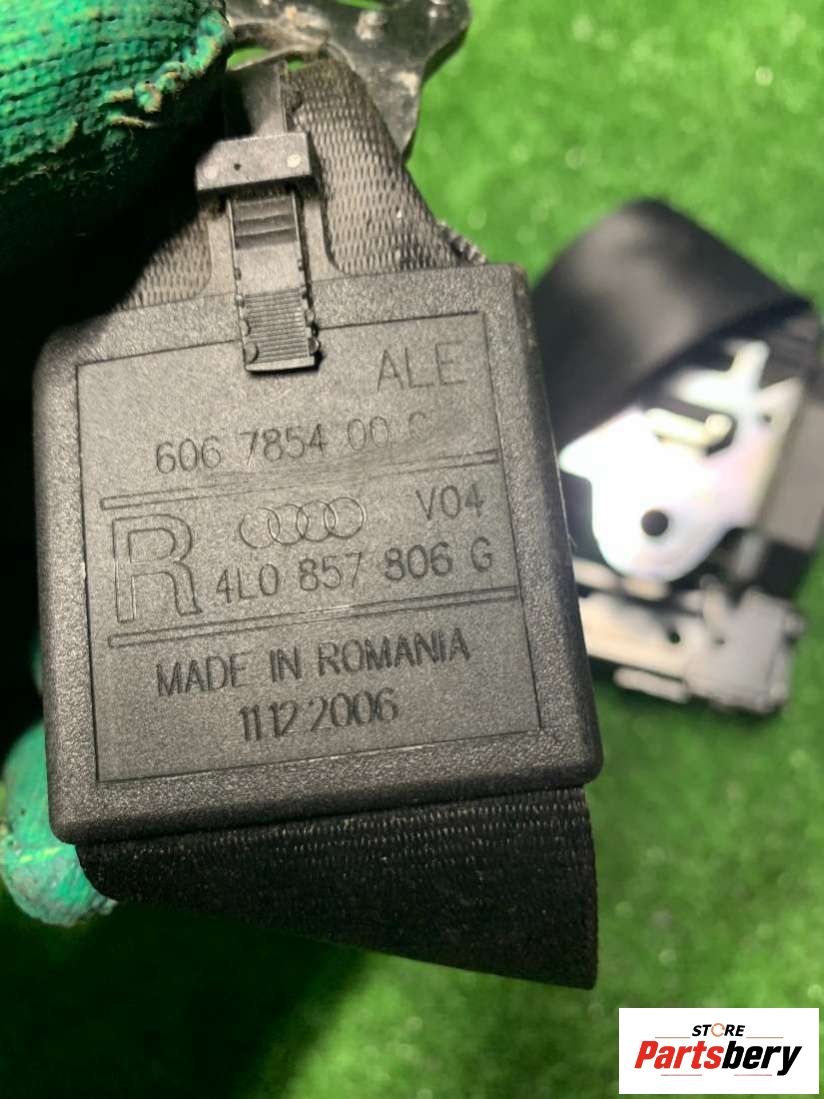 ALE
606 7854 00
R
V04
4L0 857 806 G
MADE IN ROMANIA
11.12.2006
STORE
Partsbery